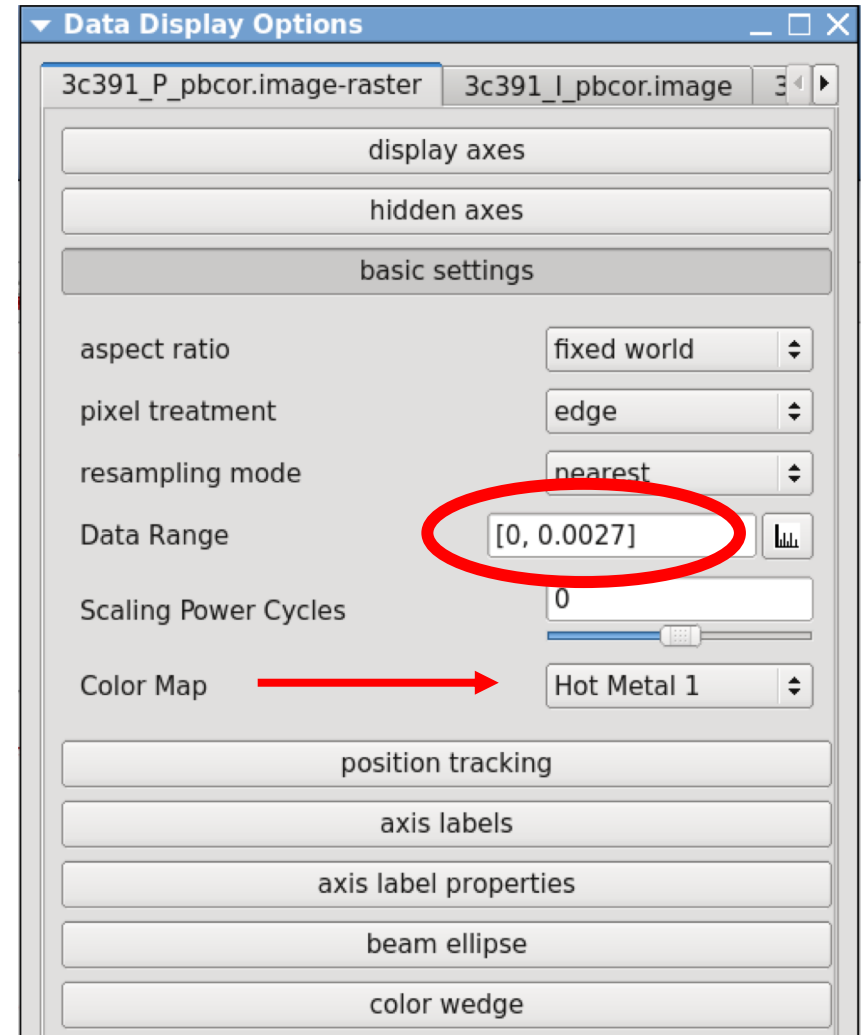 Data Display Options
3c391_P_pbcor.image-raster 3c391_I_pbcor.image 3
display axes
hidden axes
basic settings
aspect ratio fixed world
pixel treatment edge
resampling mode nearest
Data Range [0, 0.0027]
Scaling Power Cycles 0
Color Map Hot Metal 1
position tracking
axis labels
axis label properties
beam ellipse
color wedge